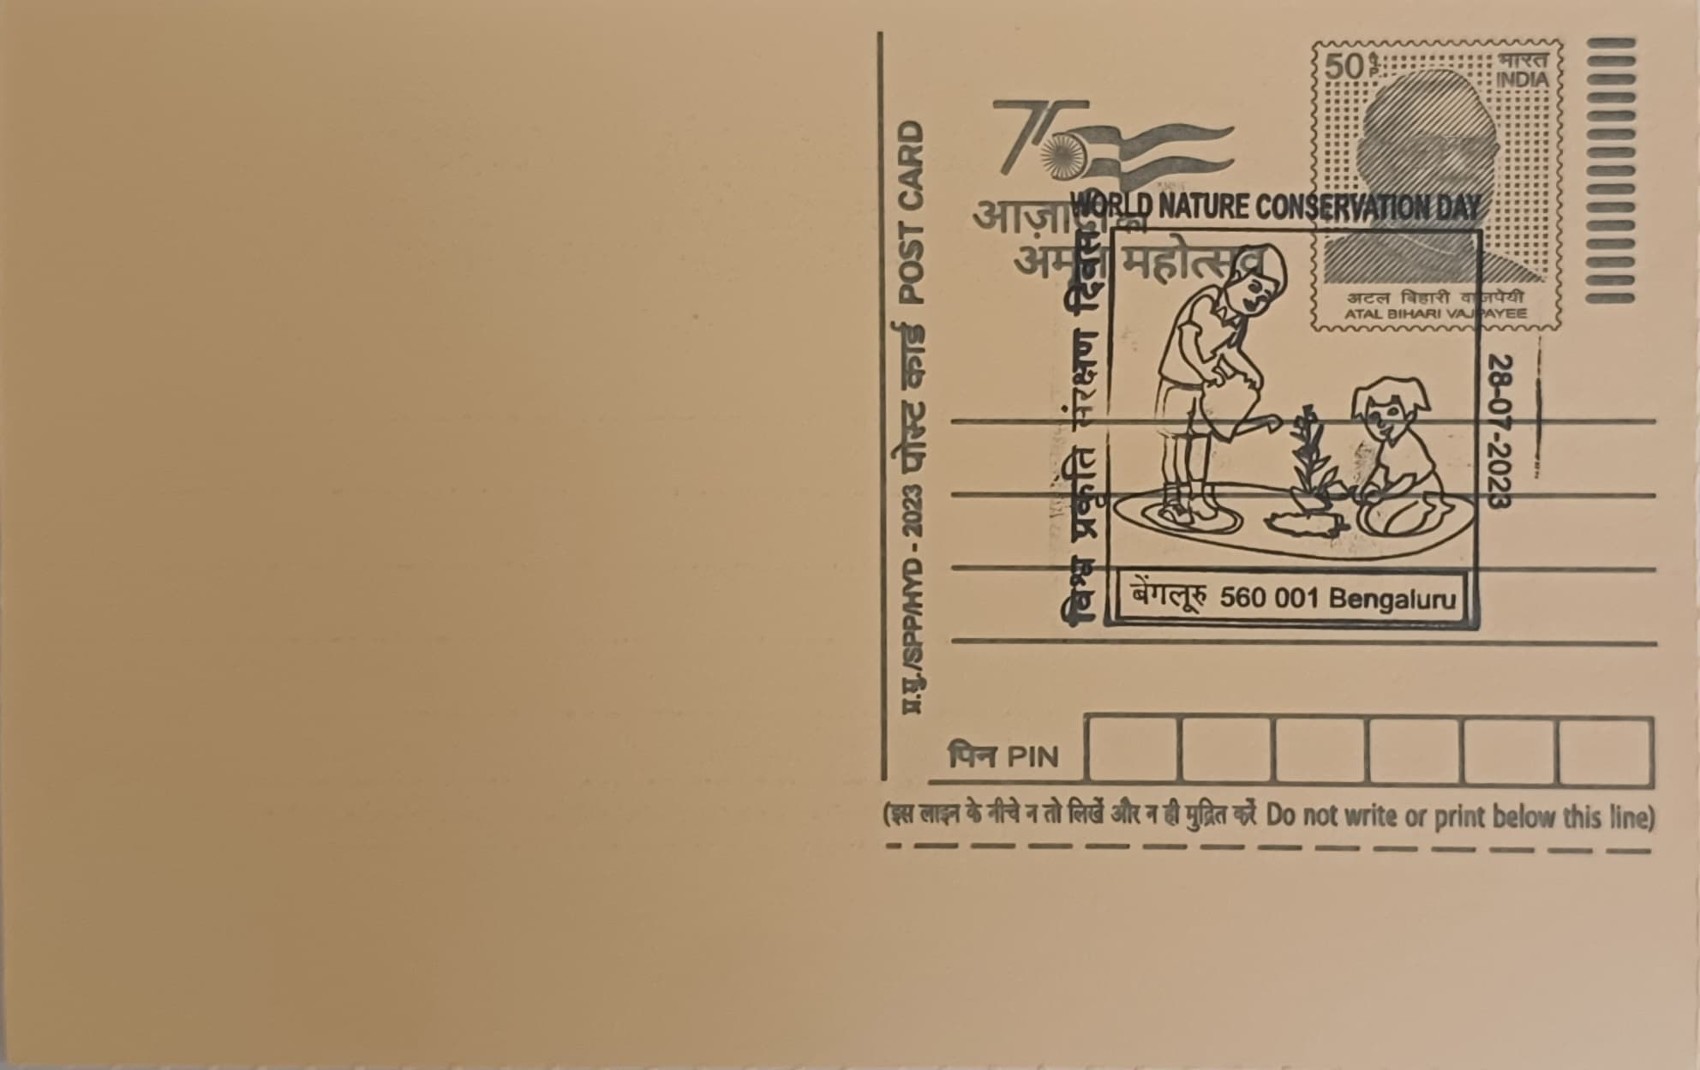 प्र.मु./SPP/HYD - 2023 पोस्ट कार्ड POST CARD
75
आज़ादी का
अमृत महोत्सव
50 प. P.
भारत
INDIA
अटल बिहारी वाजपेयी
ATAL BIHARI VAJPAYEE
WORLD NATURE CONSERVATION DAY
विश्व प्रकृति संरक्षण दिवस
28-07-2023
बेंगलूरु 560 001 Bengaluru
पिन PIN
(इस लाइन के नीचे न तो लिखें और न ही मुद्रित करें Do not write or print below this line)